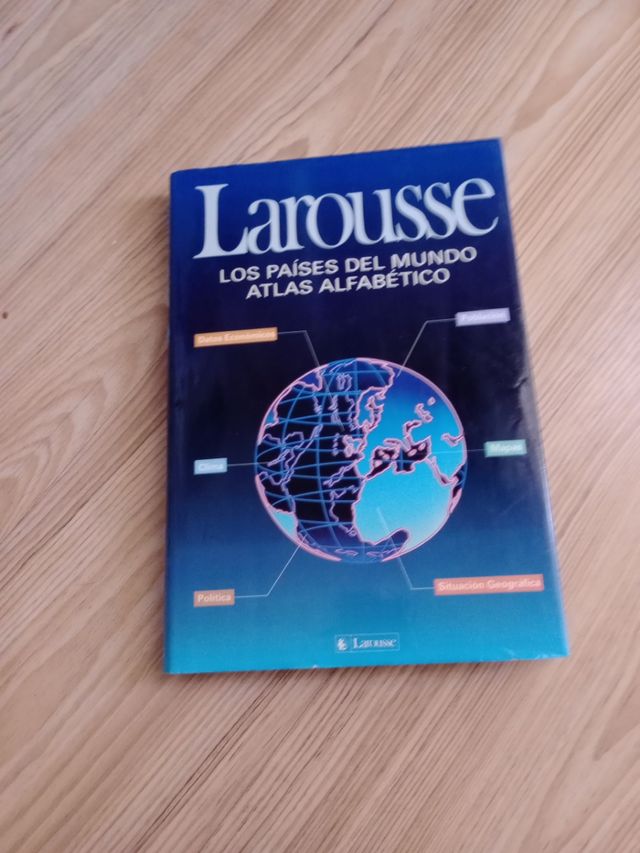 Larousse
LOS PAÍSES DEL MUNDO
ATLAS ALFABÉTICO
Datos Económicos
Población
Clima
Mapas
Política
Situación Geográfica
Larousse